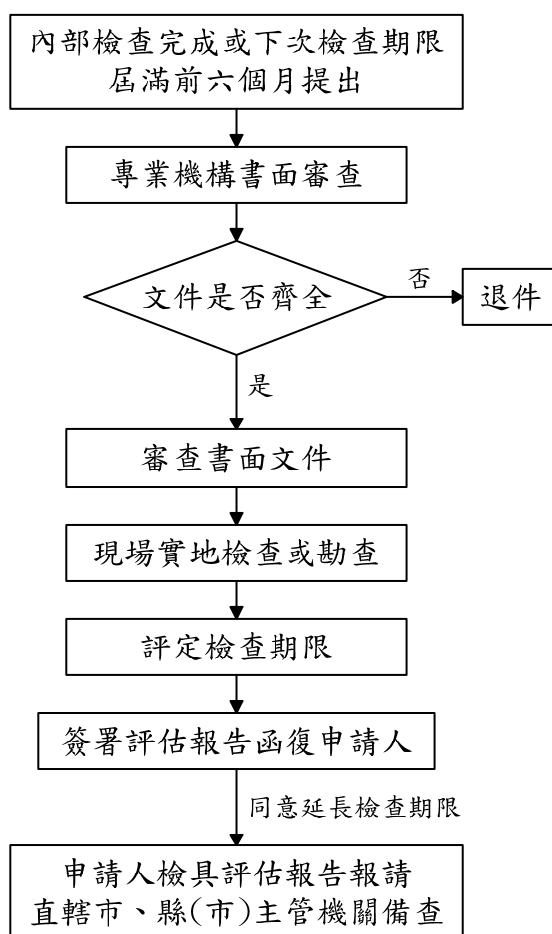 內部檢查完成或下次檢查期限
屆滿前六個月提出
專業機構書面審查
文件是否齊全
否
退件
是
審查書面文件
現場實地檢查或勘查
評定檢查期限
簽署評估報告函復申請人
同意延長檢查期限
申請人檢具評估報告報請
直轄市、縣(市)主管機關備查